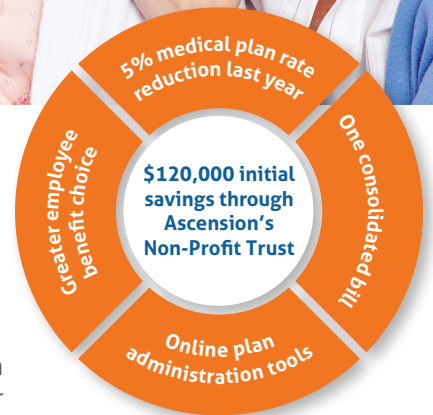 5% medical plan rate
reduction last year
One consolidated bill
Greater employee
benefit choice
$120,000 initial
savings through
Ascension's
Non-Profit Trust
Online plan
administration tools